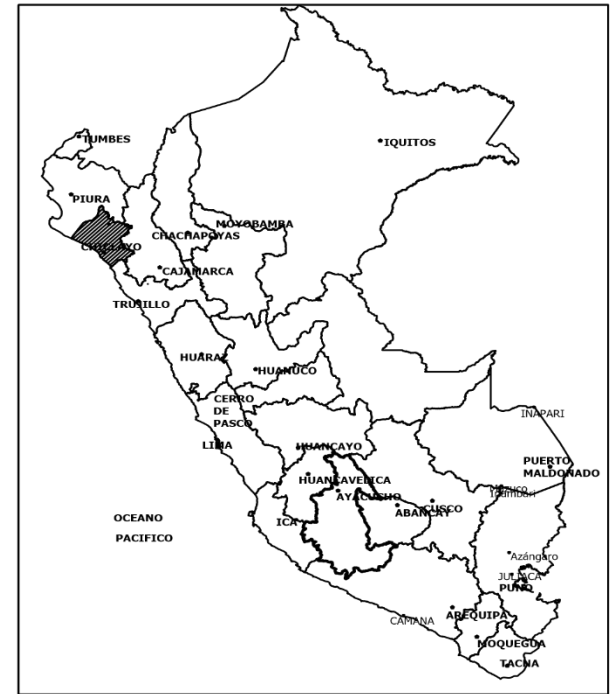 TUMBES
IQUITOS
PIURA
MOYOBAMBA
CHACHAPOYAS
CHICLAYO
CAJAMARCA
TRUJILLO
HUARAZ
HUANUCO
CERRO
DE
PASCO
INAPARI
LIMA
HUANCAYO
PUERTO
MALDONADO
HUANCAVELICA
AYACUCHO
ABANCAY
CUSCO
OCEANO
PACIFICO
ICA
Azángaro
JULIACA
PUNO
CAMANA
AREQUIPA
MOQUEGUA
TACNA